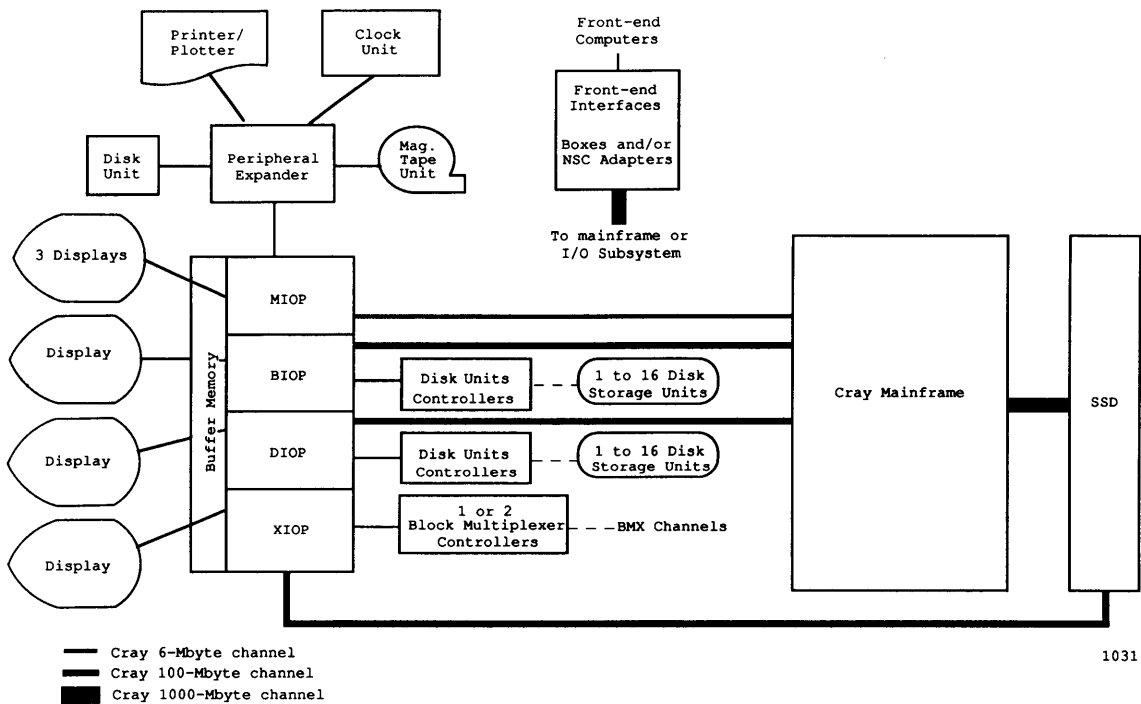 Printer/
Plotter
Clock
Unit
Front-end
Computers
Front-end
Interfaces
Boxes and/or
NSC Adapters
Disk
Unit
Peripheral
Expander
Mag.
Tape
Unit
To mainframe or
I/O Subsystem
3 Displays
Display
Display
Display
Buffer Memory
MIOP
BIOP
DIOP
XIOP
Disk Units
Controllers
1 to 16 Disk
Storage Units
Disk Units
Controllers
1 to 16 Disk
Storage Units
1 or 2
Block Multiplexer
Controllers
BMX Channels
Cray Mainframe
SSD
Cray 6-Mbyte channel
Cray 100-Mbyte channel
Cray 1000-Mbyte channel
1031